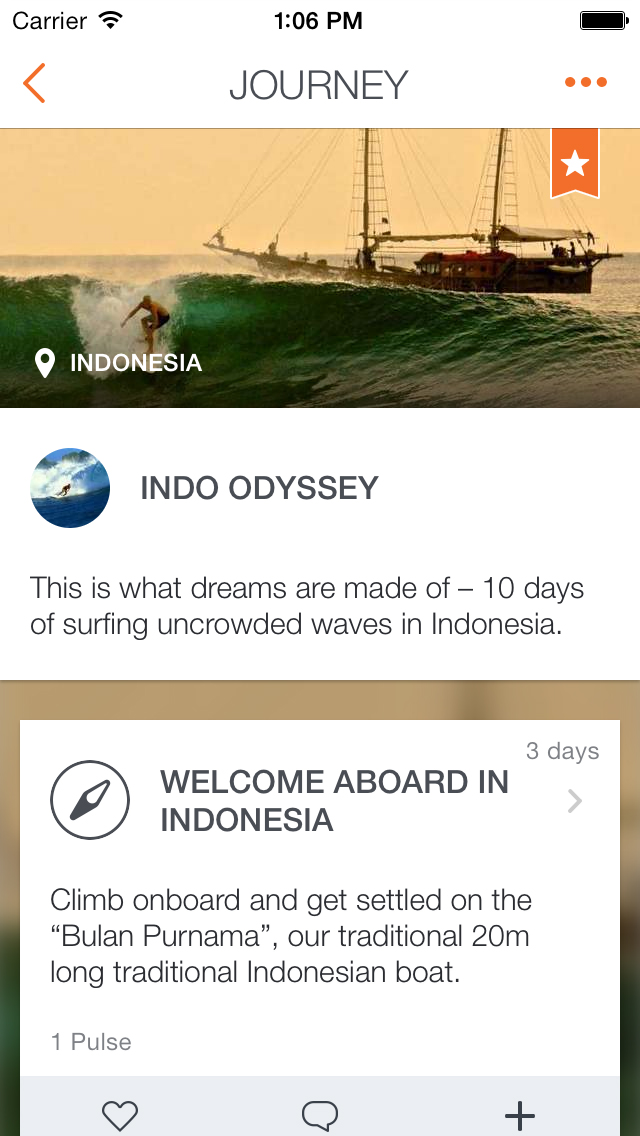 Carrier 1:06 PM
JOURNEY
INDONESIA
INDO ODYSSEY
This is what dreams are made of – 10 days
of surfing uncrowded waves in Indonesia.
3 days
WELCOME ABOARD IN
INDONESIA
Climb onboard and get settled on the
“Bulan Purnama”, our traditional 20m
long traditional Indonesian boat.
1 Pulse